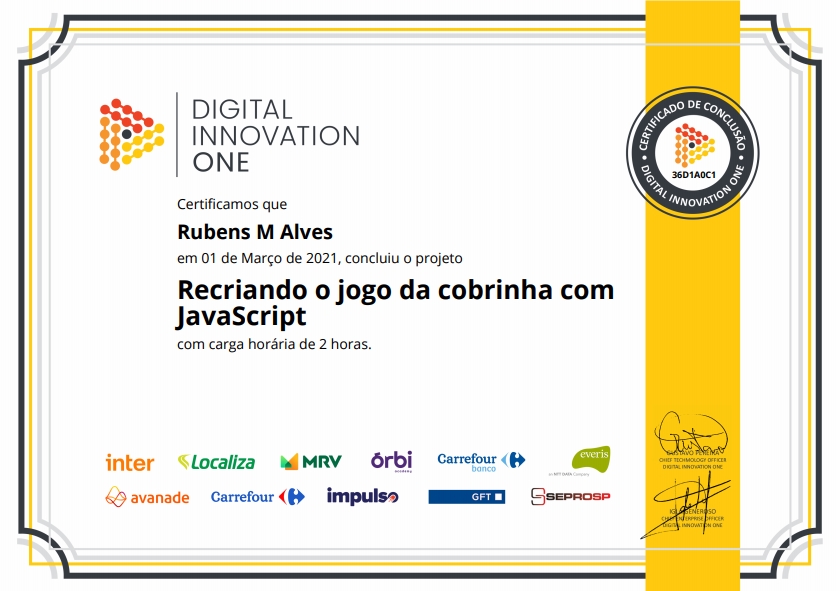 DIGITAL
INNOVATION
ONE
CERTIFICADO DE CONCLUSÃO
36D1A0C1
DIGITAL INNOVATION ONE
Certificamos que
Rubens M Alves
em 01 de Março de 2021, concluiu o projeto
Recriando o jogo da cobrinha com
JavaScript
com carga horária de 2 horas.
inter
Localiza
MRV
órbi
academy
Carrefour
banco
everis
an NTT DATA Company
avanade
Carrefour
impulso
GFT
SEPROSP
GUSTAVO PEREIRA
CHIEF TECHNOLOGY OFFICER
DIGITAL INNOVATION ONE
GENEROSO
CHIEF ENTERPRISE OFFICER
DIGITAL INNOVATION ONE